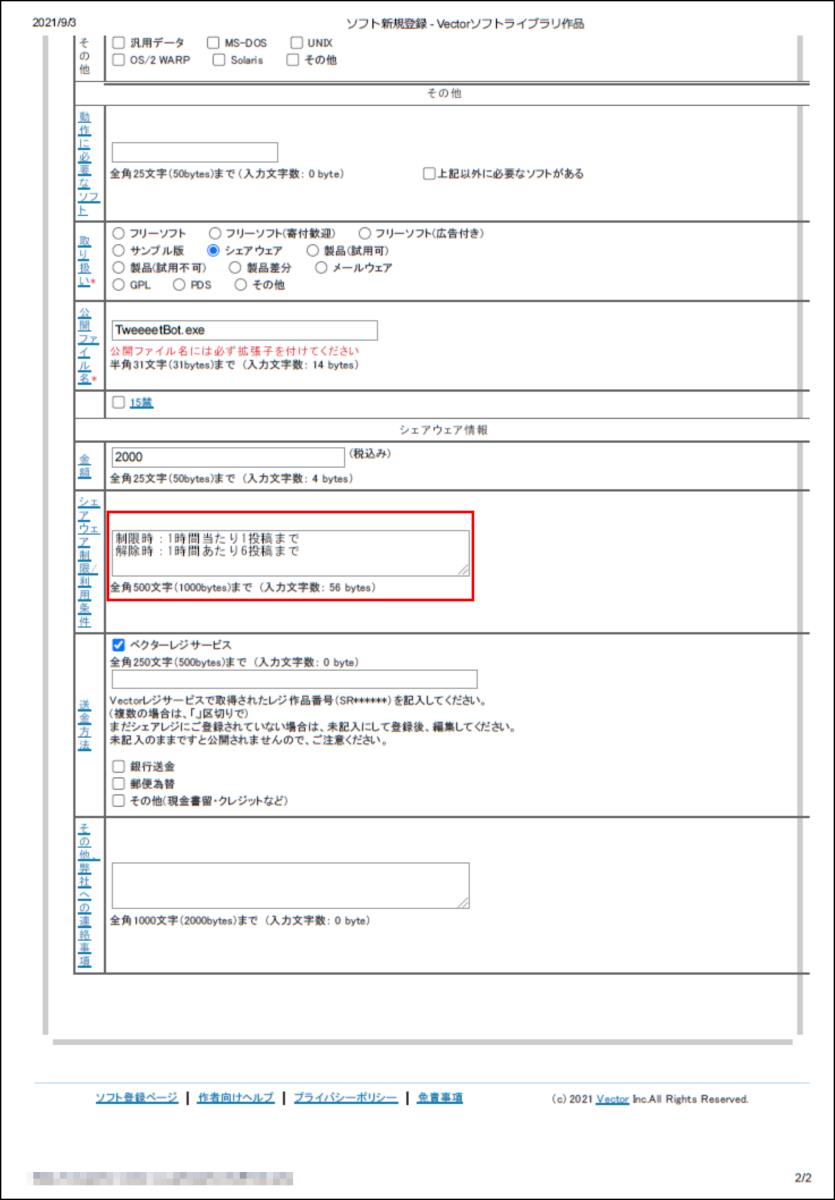 2021/9/3 ソフト新規登録 - Vectorソフトライブラリ作品
その他
汎用データ MS-DOS UNIX
OS/2 WARP Solaris その他
その他
動作に必要なソフト
全角25文字(50bytes)まで (入力文字数: 0 byte) 上記以外に必要なソフトがある
取り扱い*
フリーソフト フリーソフト(寄付歓迎) フリーソフト(広告付き)
サンプル版 シェアウェア 製品(試用可)
製品(試用不可) 製品差分 メールウェア
GPL PDS その他
公開ファイル名*
TweeeetBot.exe
公開ファイル名には必ず拡張子を付けてください
半角31文字(31bytes)まで (入力文字数: 14 bytes)
15禁
シェアウェア情報
金額
2000 (税込み)
全角25文字(50bytes)まで (入力文字数: 4 bytes)
シェアウェア制限/利用条件
制限時：1時間当たり1投稿まで
解除時：1時間あたり6投稿まで
全角500文字(1000bytes)まで (入力文字数: 56 bytes)
送金方法
ベクターレジサービス
全角250文字(500bytes)まで (入力文字数: 0 byte)
Vectorレジサービスで取得されたレジ作品番号(SR******)を記入してください。
(複数の場合は、「,」区切りで)
まだシェアレジにご登録されていない場合は、未記入にして登録後、編集してください。
未記入のままですと公開されませんので、ご注意ください。
銀行送金
郵便為替
その他(現金書留・クレジットなど)
その他、弊社への連絡事項
全角1000文字(2000bytes)まで (入力文字数: 0 byte)
ソフト登録ページ | 作者向けヘルプ | プライバシーポリシー | 免責事項 (c) 2021 Vector Inc.All Rights Reserved.
2/2